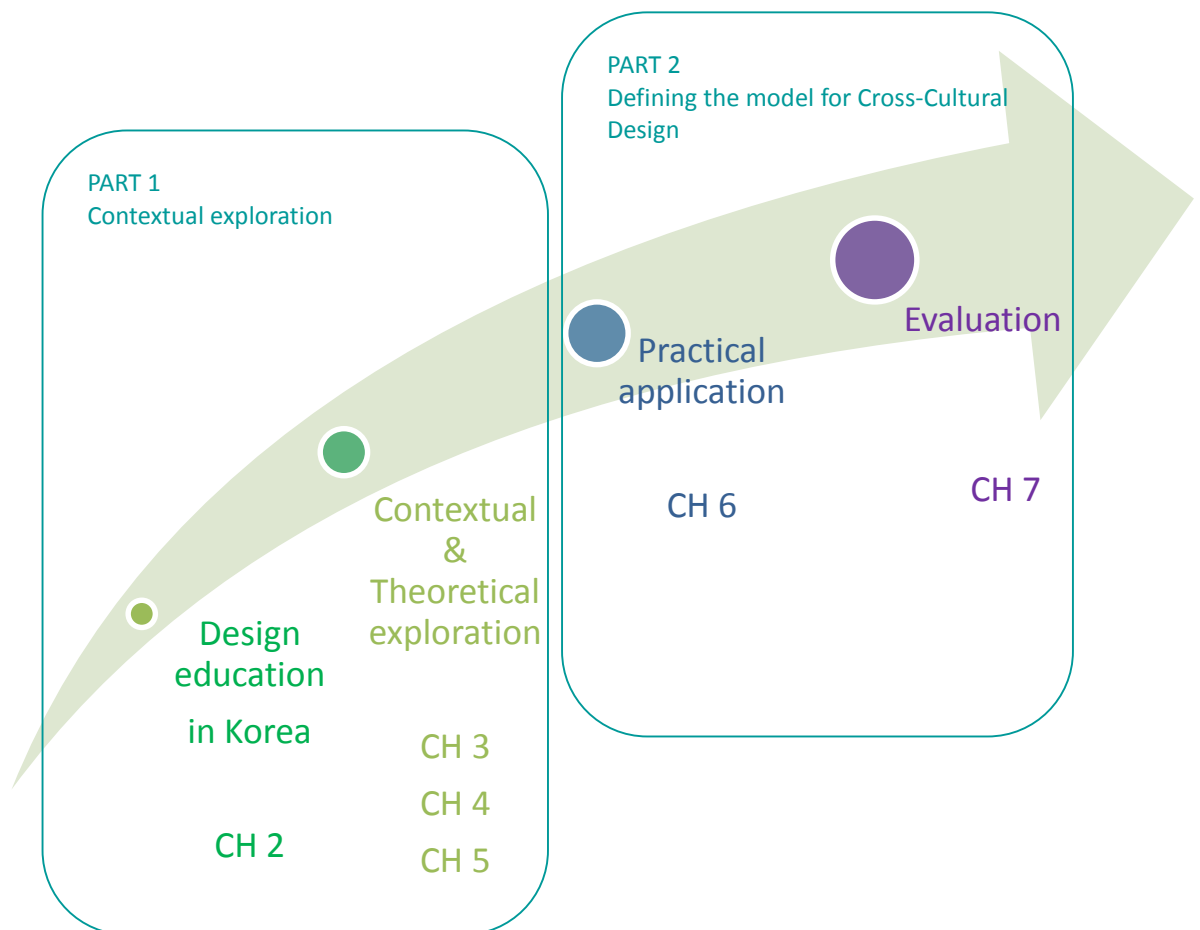 PART 1
Contextual exploration
Design
education
in Korea
CH 2
Contextual
&
Theoretical
exploration
CH 3
CH 4
CH 5
PART 2
Defining the model for Cross-Cultural
Design
Practical
application
CH 6
Evaluation
CH 7